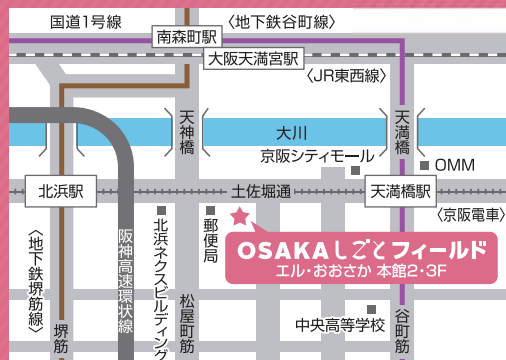 国道1号線
〈地下鉄谷町線〉
南森町駅
大阪天満宮駅
〈JR東西線〉
天神橋
大川
天満橋
京阪シティモール
OMM
北浜駅
土佐堀通
天満橋駅
〈京阪電車〉
〈地下鉄堺筋線〉
阪神高速環状線
北浜ネクスビルディング
郵便局
OSAKAしごとフィールド
エル・おおさか 本館2・3F
堺筋
松屋町筋
中央高等学校
谷町筋